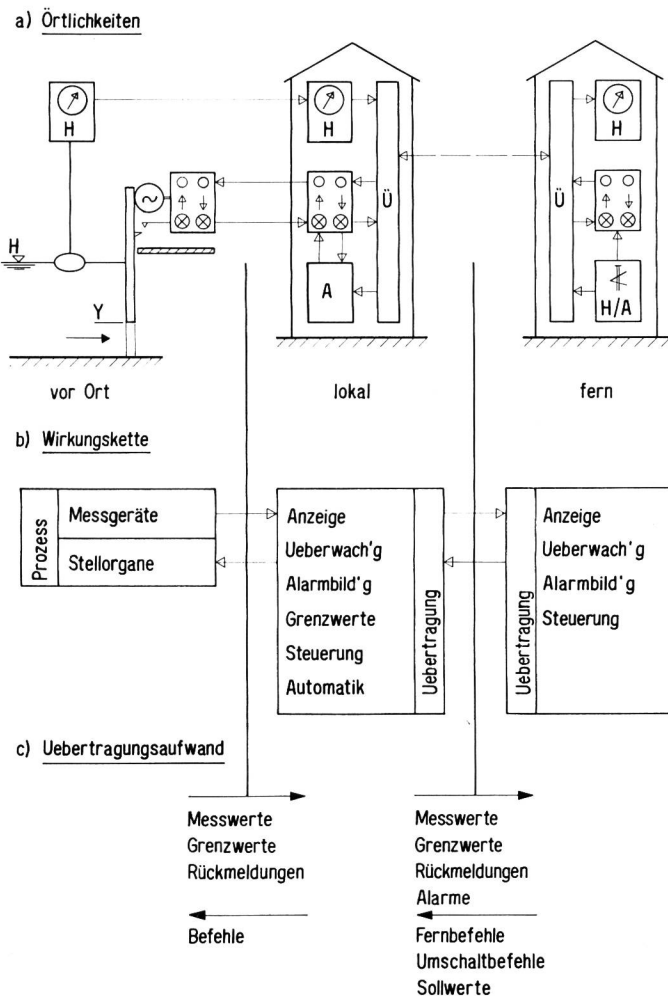 a) Örtlichkeiten
H
H
H
H
Ü
Ü
A
H/A
Y
vor Ort
lokal
fern
b) Wirkungskette
Prozess
Messgeräte
Stellorgane
Anzeige
Ueberwach'g
Alarmbild'g
Grenzwerte
Steuerung
Automatik
Uebertragung
Uebertragung
Anzeige
Ueberwach'g
Alarmbild'g
Steuerung
c) Uebertragungsaufwand
Messwerte
Grenzwerte
Rückmeldungen
Befehle
Messwerte
Grenzwerte
Rückmeldungen
Alarme
Fernbefehle
Umschaltbefehle
Sollwerte